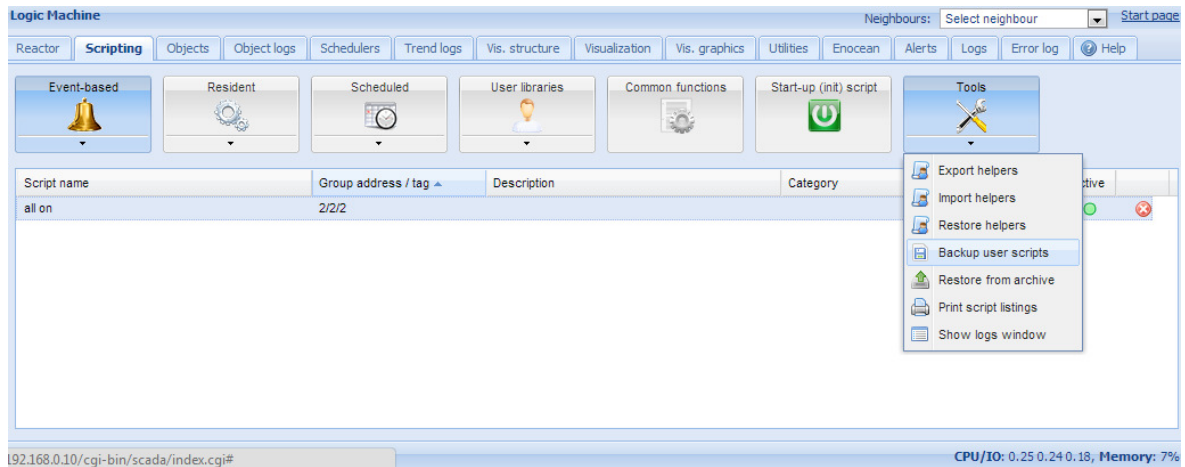 Logic Machine
Neighbours: Select neighbour Start page
Reactor Scripting Objects Object logs Schedulers Trend logs Vis. structure Visualization Vis. graphics Utilities Enocean Alerts Logs Error log Help
Event-based Resident Scheduled User libraries Common functions Start-up (init) script Tools
Script name Group address / tag Description Category ctive
all on 2/2/2
Export helpers
Import helpers
Restore helpers
Backup user scripts
Restore from archive
Print script listings
Show logs window
192.168.0.10/cgi-bin/scada/index.cgi# CPU/IO: 0.25 0.24 0.18, Memory: 7%